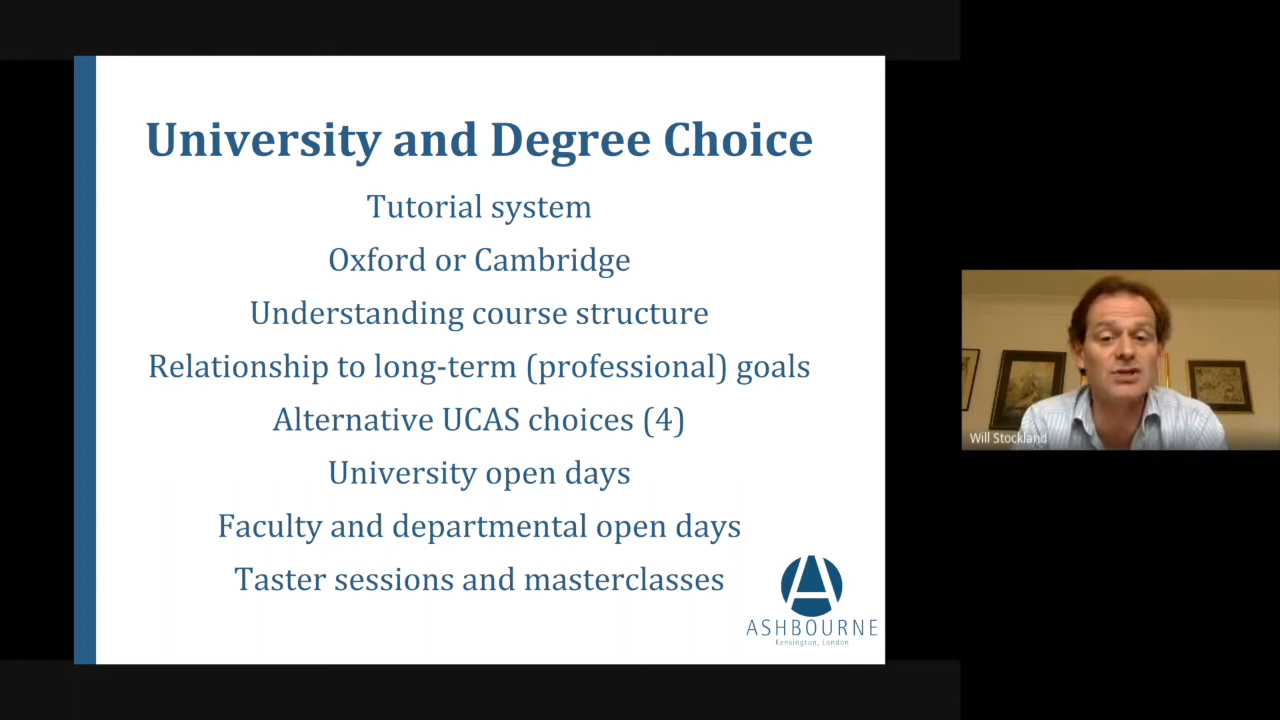 University and Degree Choice
Tutorial system
Oxford or Cambridge
Understanding course structure
Relationship to long-term (professional) goals
Alternative UCAS choices (4)
University open days
Faculty and departmental open days
Taster sessions and masterclasses
ASHBOURNE
Kensington, London
Will Stockland